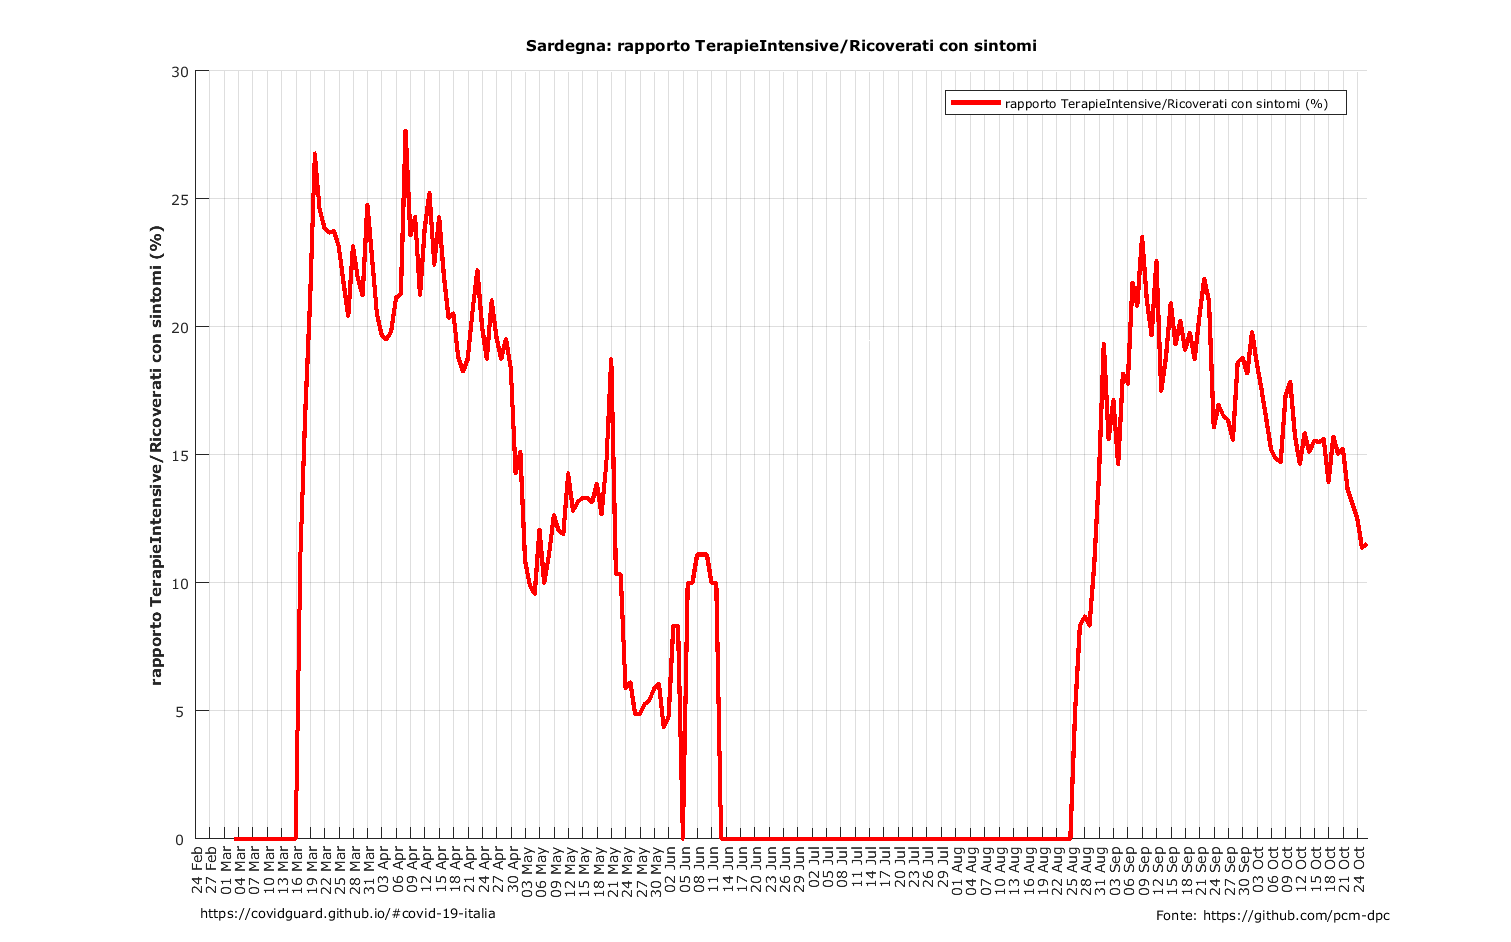 Sardegna: rapporto TerapieIntensive/Ricoverati con sintomi
rapporto TerapieIntensive/Ricoverati con sintomi (%)
rapporto TerapieIntensive/Ricoverati con sintomi (%)
30
25
20
15
10
5
0
24 Feb
27 Feb
01 Mar
04 Mar
07 Mar
10 Mar
13 Mar
16 Mar
19 Mar
22 Mar
25 Mar
28 Mar
31 Mar
03 Apr
06 Apr
09 Apr
12 Apr
15 Apr
18 Apr
21 Apr
24 Apr
27 Apr
30 Apr
03 May
06 May
09 May
12 May
15 May
18 May
21 May
24 May
27 May
30 May
02 Jun
05 Jun
08 Jun
11 Jun
14 Jun
17 Jun
20 Jun
23 Jun
26 Jun
29 Jun
02 Jul
05 Jul
08 Jul
11 Jul
14 Jul
17 Jul
20 Jul
23 Jul
26 Jul
29 Jul
01 Aug
04 Aug
07 Aug
10 Aug
13 Aug
16 Aug
19 Aug
22 Aug
25 Aug
28 Aug
31 Aug
03 Sep
06 Sep
09 Sep
12 Sep
15 Sep
18 Sep
21 Sep
24 Sep
27 Sep
30 Sep
03 Oct
06 Oct
09 Oct
12 Oct
15 Oct
18 Oct
21 Oct
24 Oct
https://covidguard.github.io/#covid-19-italia
Fonte: https://github.com/pcm-dpc